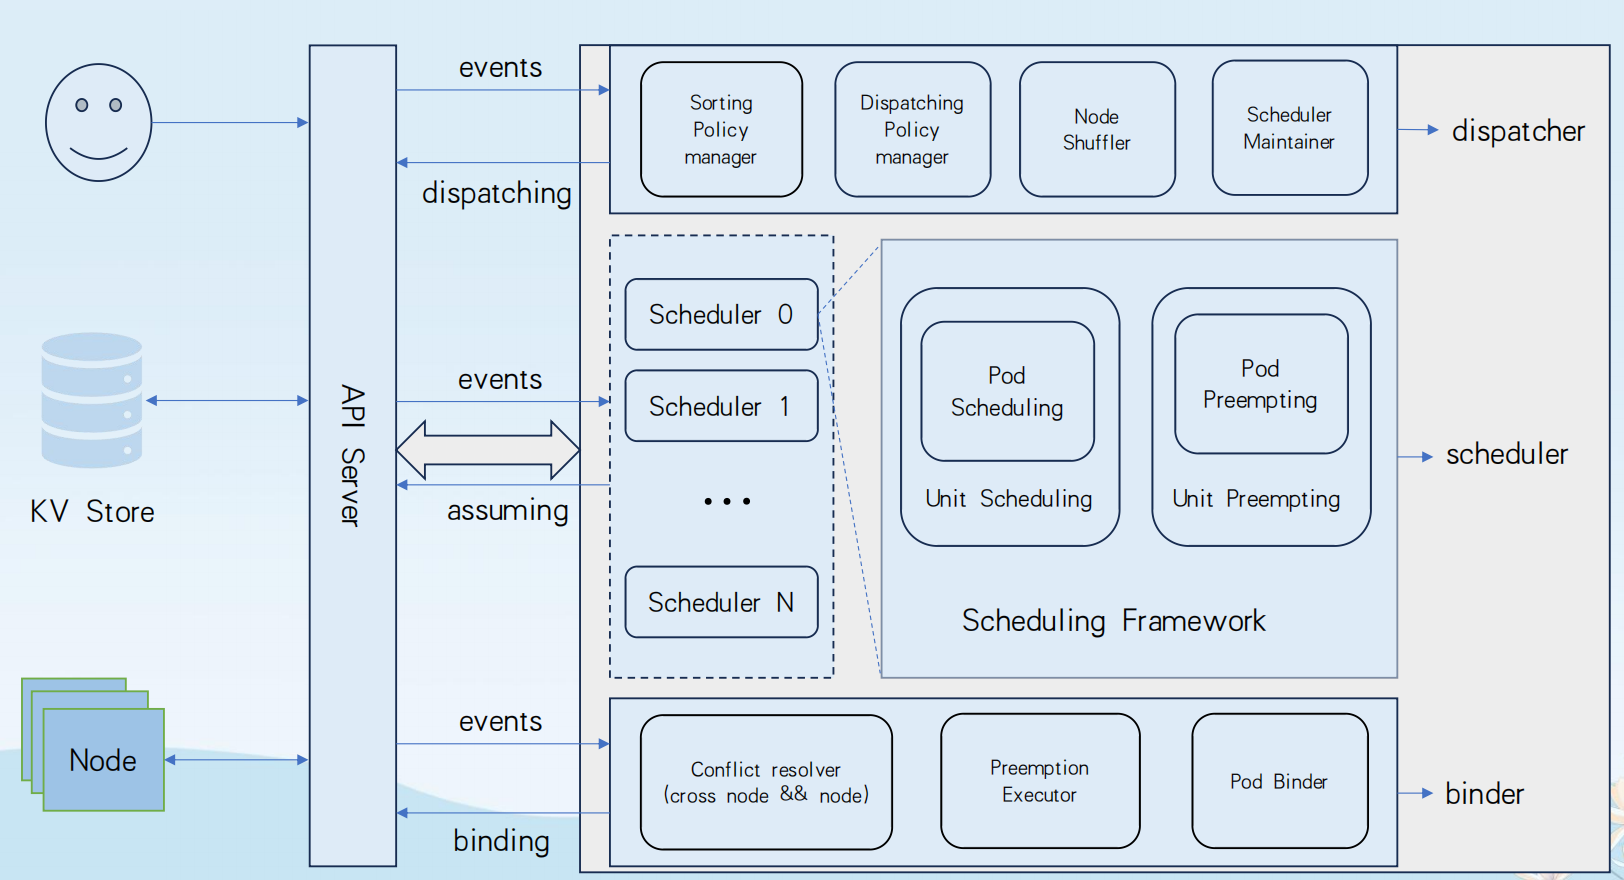 events
Sorting
Policy
manager
Dispatching
Policy
manager
Node
Shuffler
Scheduler
Maintainer
dispatcher
dispatching
KV Store
API Server
events
assuming
Scheduler 0
Scheduler 1
...
Scheduler N
Pod
Scheduling
Unit Scheduling
Pod
Preempting
Unit Preempting
Scheduling Framework
scheduler
Node
events
binding
Conflict resolver
(cross node && node)
Preemption
Executor
Pod Binder
binder